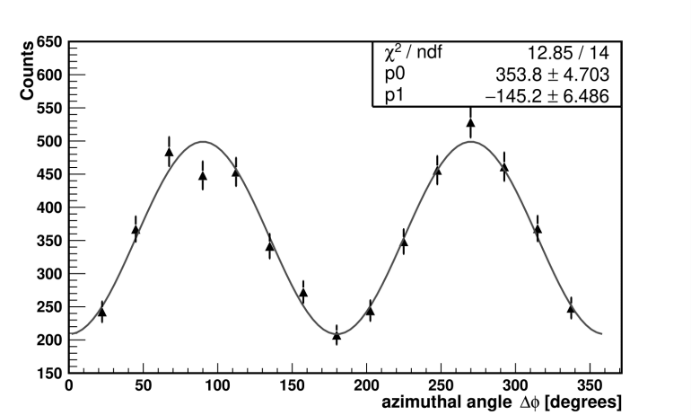 650
600
550
500
450
400
350
300
250
200
150
Counts
χ² / ndf 12.85 / 14
p0 353.8 ± 4.703
p1 −145.2 ± 6.486
0 50 100 150 200 250 300 350
azimuthal angle Δϕ [degrees]